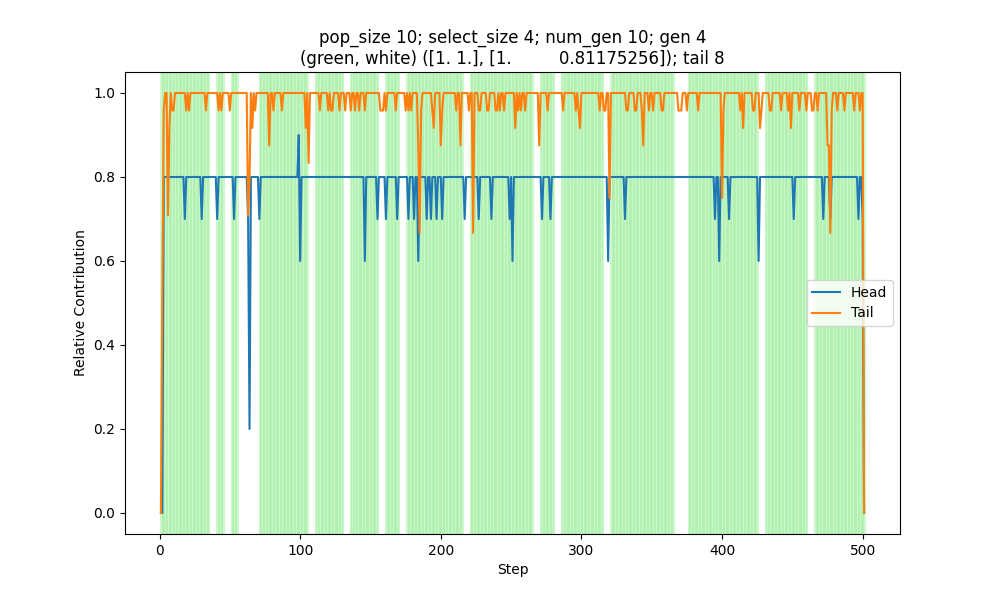 pop_size 10; select_size 4; num_gen 10; gen 4
(green, white) ([1. 1.], [1.          0.81175256]); tail 8
1.0
0.8
0.6
0.4
0.2
0.0
Relative Contribution
Head
Tail
0
100
200
300
400
500
Step